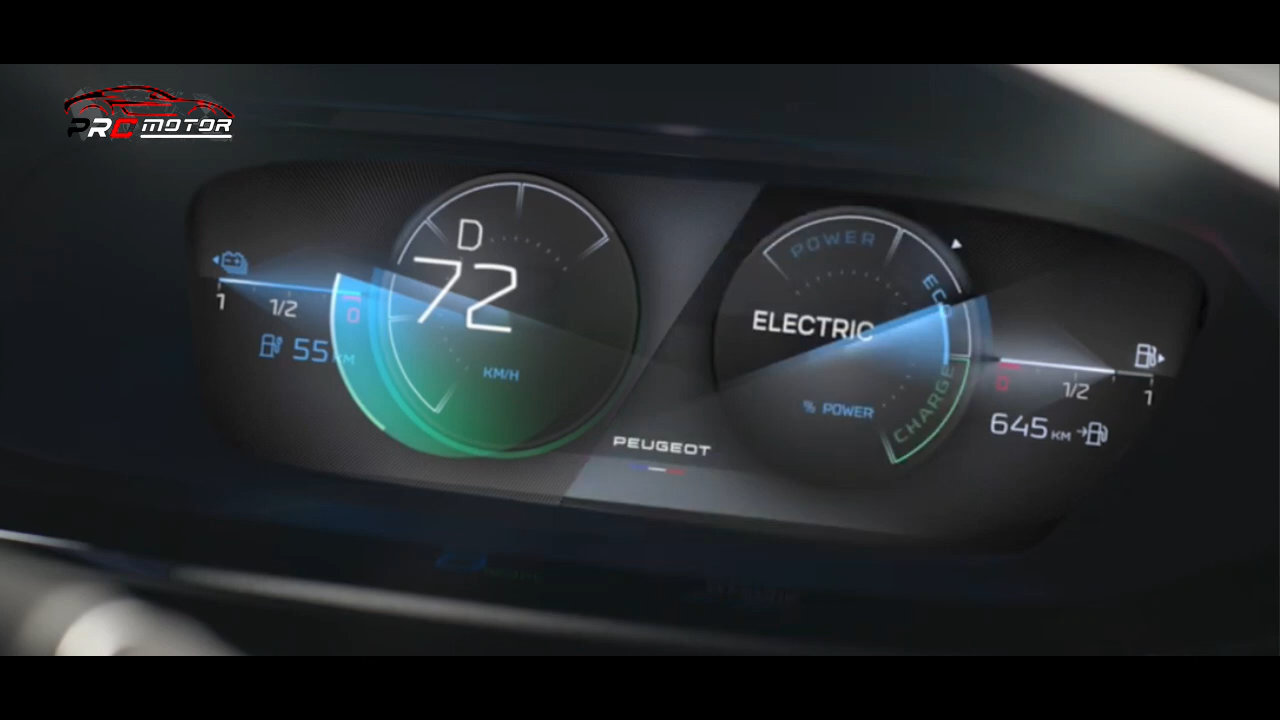 PRO MOTOR
D
72
KM/H
1
1/2
0
55 KM
POWER
ECO
ELECTRIC
CHARGE
% POWER
0
1/2
1
645 KM
PEUGEOT